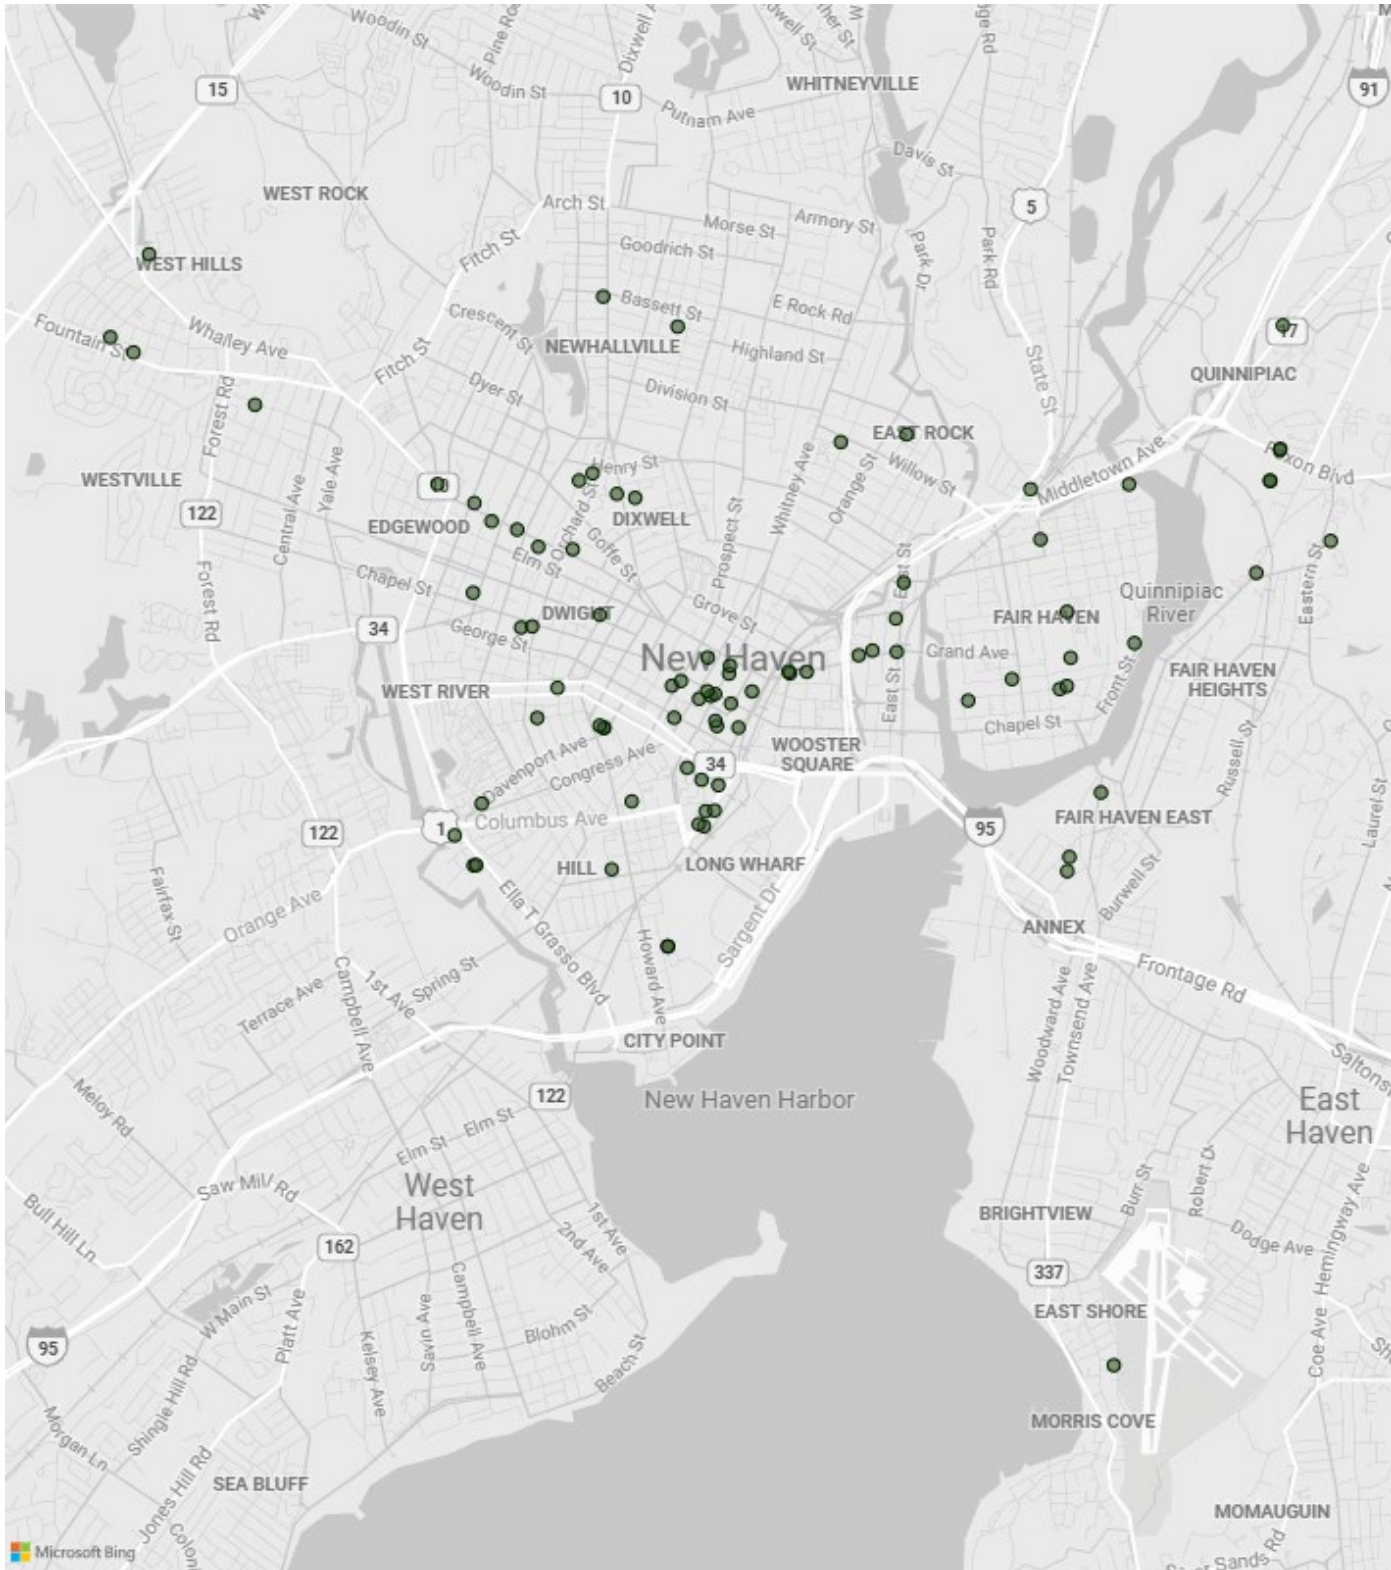 Woodin St
Pine
Dixwell
15
10
Woodin St
Putnam Ave
WHITNEYVILLE
91
Davis St
WEST ROCK
Arch St
Morse St
Armory St
5
Park Rd
Park Dr
Fitch St
Goodrich St
WEST HILLS
Bassett St
E Rock Rd
Crescent St
Fountain St
Whalley Ave
Fitch St
NEWHALLVILLE
Highland St
17
State St
QUINNIPIAC
Dyer St
Division St
Forest Rd
EAST ROCK
Willow St
Middletown Ave
Foxon Blvd
WESTVILLE
Yale Ave
Central Ave
Henry St
Whitney Ave
Orange St
122
EDGEWOOD
Orchard St
DIXWELL
Prospect St
Goffe St
Elm St
East St
Eastern St
Forest Rd
Chapel St
DWIGHT
Grove St
Quinnipiac
River
34
George St
FAIR HAVEN
New Haven
Grand Ave
FAIR HAVEN
HEIGHTS
WEST RIVER
East St
Front St
Chapel St
Davenport Ave
Congress Ave
34
WOOSTER
SQUARE
Russell St
122
1
Columbus Ave
95
FAIR HAVEN EAST
Laurel St
HILL
LONG WHARF
Fairfax St
Orange Ave
Ella T Grasso Blvd
Sargent Dr
Burwell St
ANNEX
Howard Ave
Frontage Rd
Terrace Ave
Campbell Ave
1st Ave
Spring St
CITY POINT
Woodward Ave
Townsend Ave
Meloy Rd
122
New Haven Harbor
East
Haven
Elm St
Elm St
Saw Mill Rd
West
Haven
Bull Hill Ln
1st Ave
2nd Ave
BRIGHTVIEW
Burr St
Dodge Ave
Hemingway Ave
162
337
W Main St
Platt Ave
Campbell Ave
EAST SHORE
95
Kelsey Ave
Savin Ave
Blohm St
Beach St
Coe Ave
Shingle Hill Rd
MORRIS COVE
Morgan Ln
SEA BLUFF
Jones Hill Rd
MOMAUGUIN
Sands Rd
Microsoft Bing